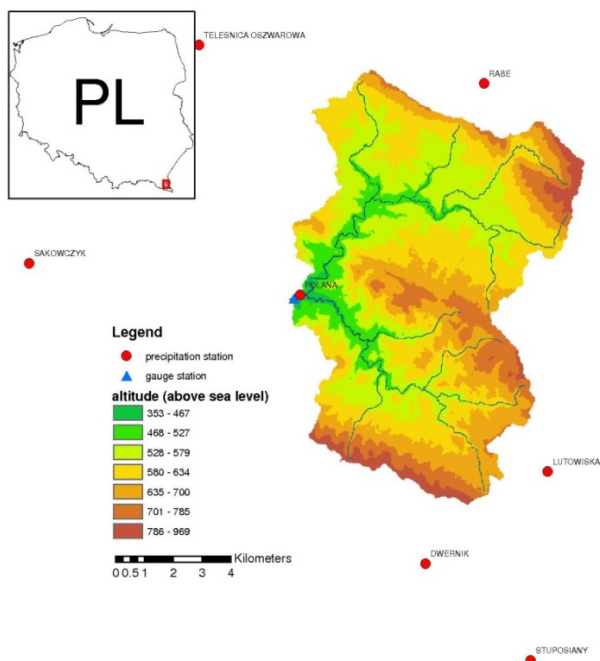 TELESNICA OSZWAROWA
PL
RABE
SAKOWCZYK
POLANA
Legend
precipitation station
gauge station
altitude (above sea level)
353 - 467
468 - 527
528 - 579
580 - 634
635 - 700
701 - 785
786 - 969
LUTOWISKA
Kilometers
0 0.5 1 2 3 4
DWERNIK
STUPOSIANY